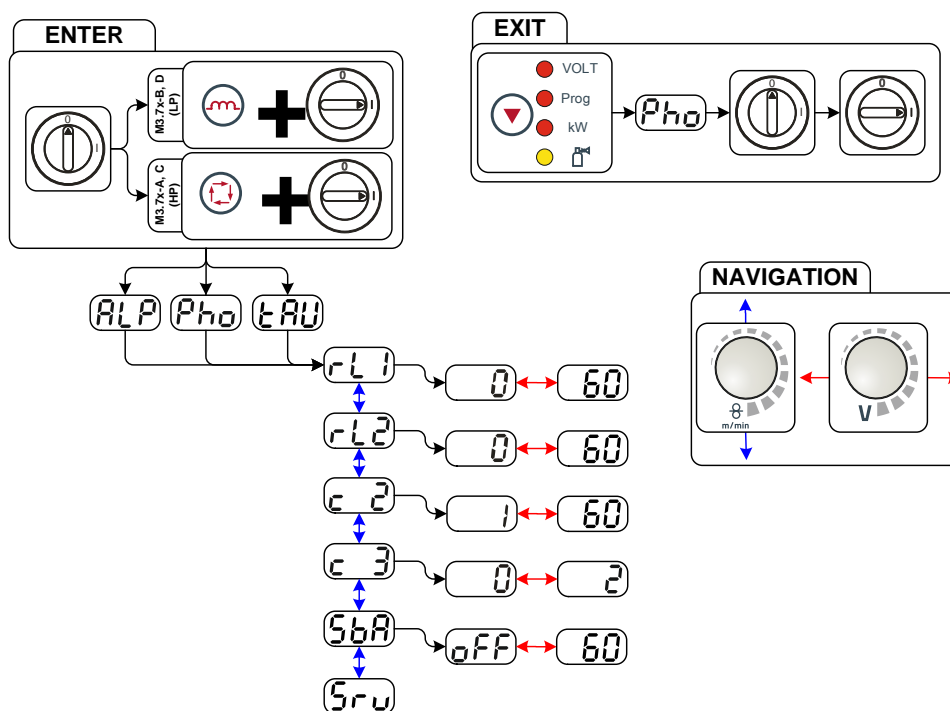 ENTER
0
I
M3.7x-B, D
(LP)
0
I
M3.7x-A, C
(HP)
0
I
EXIT
VOLT
Prog
kW
Pho
0
I
0
I
ALP
Pho
tAU
NAVIGATION
m/min
V
rL1
0
60
rL2
0
60
c 2
1
60
c 3
0
2
SbA
oFF
60
Srv